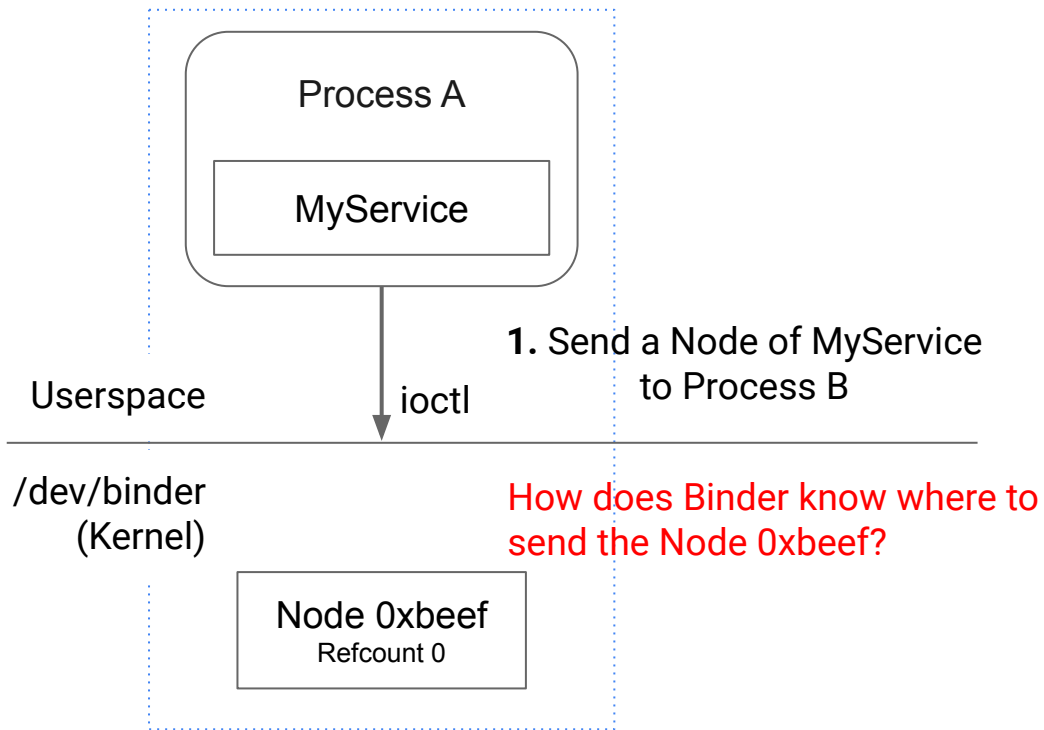 Process A
MyService
1. Send a Node of MyService
to Process B
Userspace
ioctl
/dev/binder
(Kernel)
How does Binder know where to
send the Node 0xbeef?
Node 0xbeef
Refcount 0